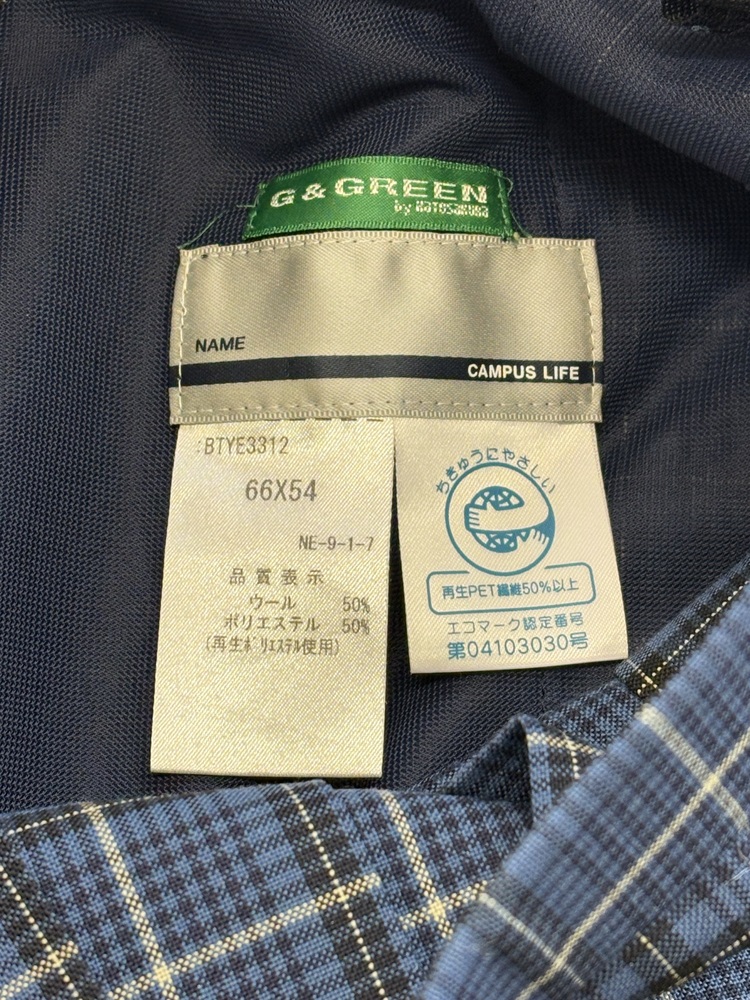 G&GREEN
by Hatosakura
NAME
CAMPUS LIFE
:BTYE3312
66X54
NE-9-1-7
品質表示
ウール 50%
ポリエステル 50%
(再生ポリエステル使用)
ちきゅうにやさしい
再生PET繊維50%以上
エコマーク認定番号
第04103030号